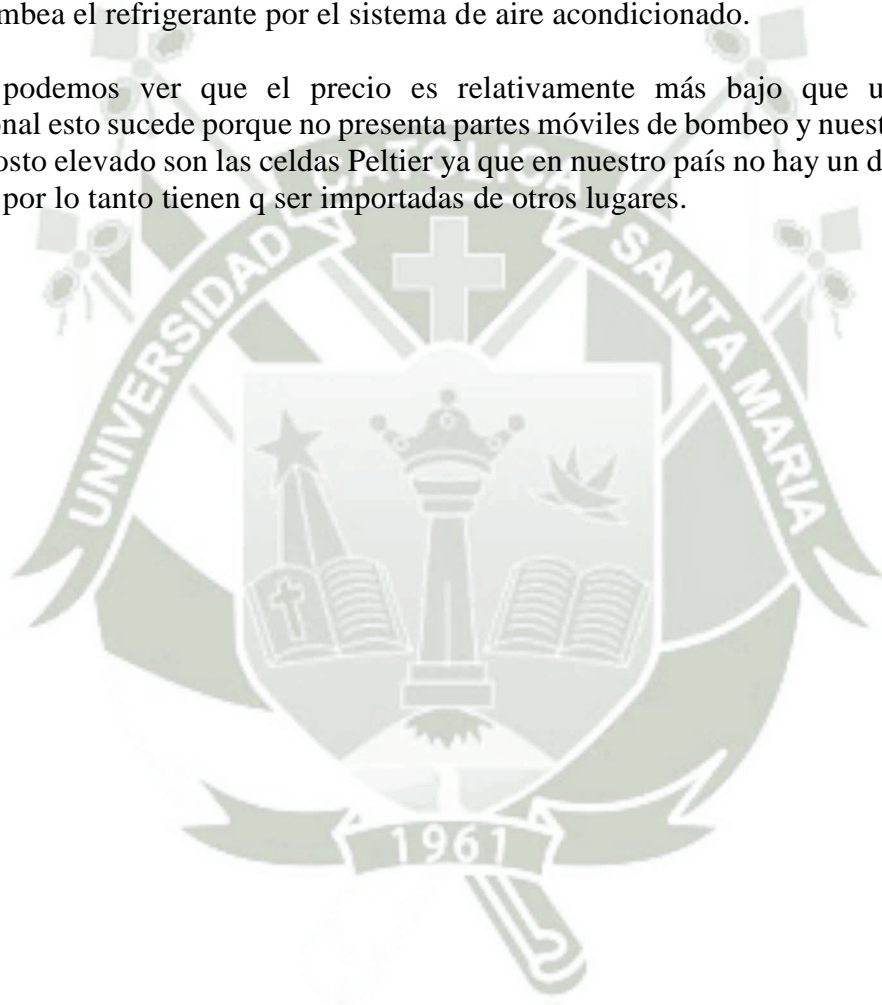 mbea el refrigerante por el sistema de aire acondicionado.
podemos ver que el precio es relativamente más bajo que u
nal esto sucede porque no presenta partes móviles de bombeo y nuest
osto elevado son las celdas Peltier ya que en nuestro país no hay un d
por lo tanto tienen q ser importadas de otros lugares.
UNIVERSIDAD CATOLICA SANTA MARIA
1961